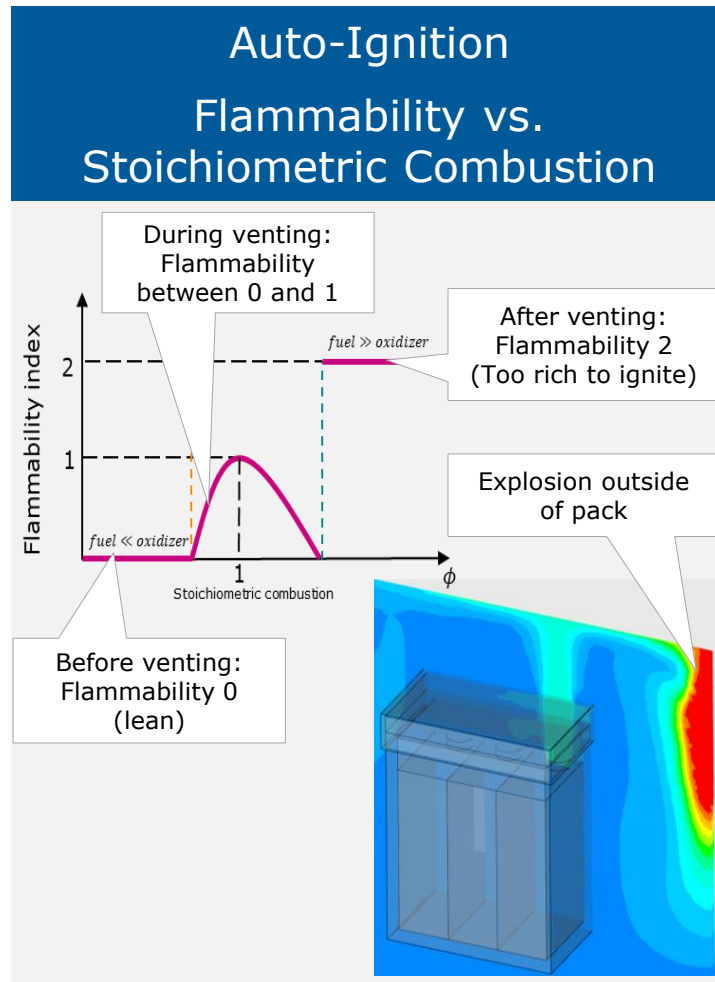 Auto-Ignition
Flammability vs.
Stoichiometric Combustion
During venting:
Flammability
between 0 and 1
After venting:
Flammability 2
(Too rich to ignite)
Flammability index
2
fuel ≫ oxidizer
1
Explosion outside
of pack
fuel ≪ oxidizer
1
ϕ
Stoichiometric combustion
Before venting:
Flammability 0
(lean)